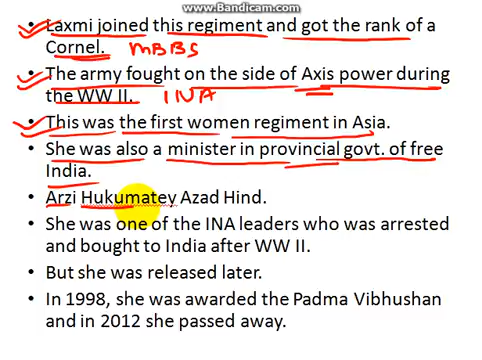 www.Bandicam.com
• Laxmi joined this regiment and got the rank of a
Cornel. MBBS
• The army fought on the side of Axis power during
the WW II. INA
• This was the first women regiment in Asia.
• She was also a minister in provincial govt. of free
India.
• Arzi Hukumatey Azad Hind.
• She was one of the INA leaders who was arrested
and bought to India after WW II.
• But she was released later.
• In 1998, she was awarded the Padma Vibhushan
and in 2012 she passed away.